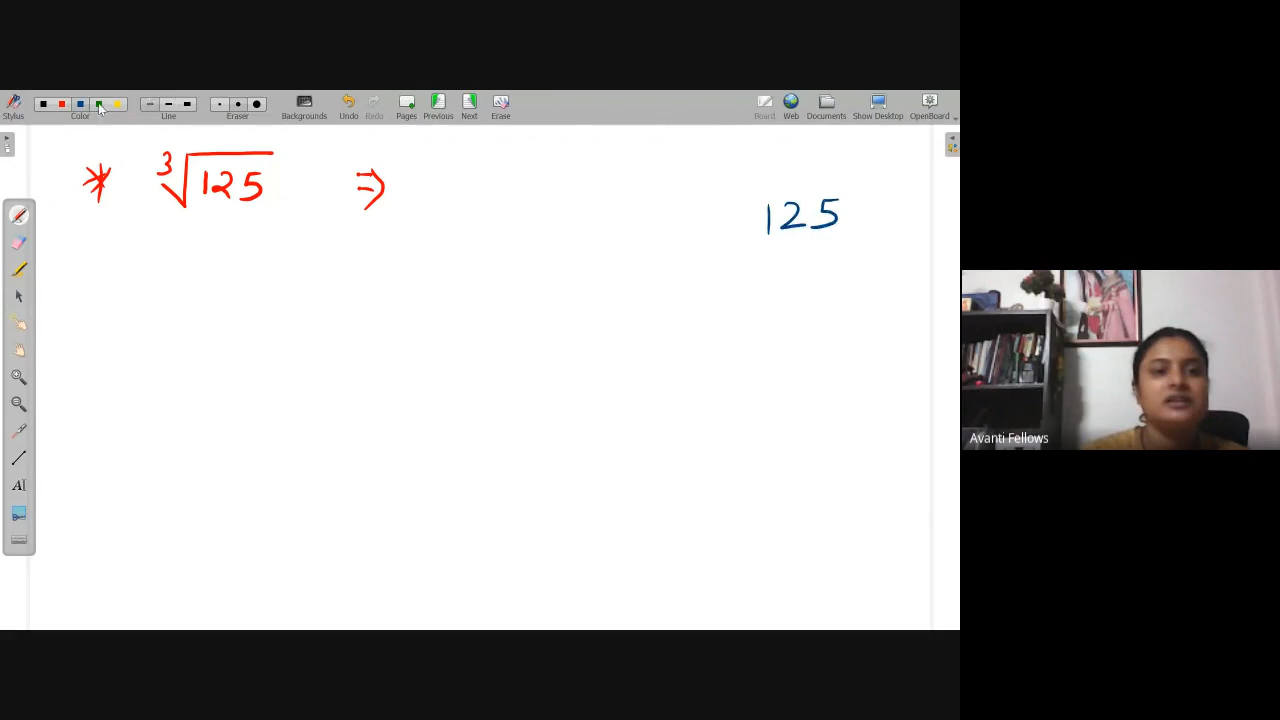 Stylus Color Line Eraser Backgrounds Undo Redo Pages Previous Next Erase Board Web Documents Show Desktop OpenBoard
* ∛125 ⇒
125
Avanti Fellows